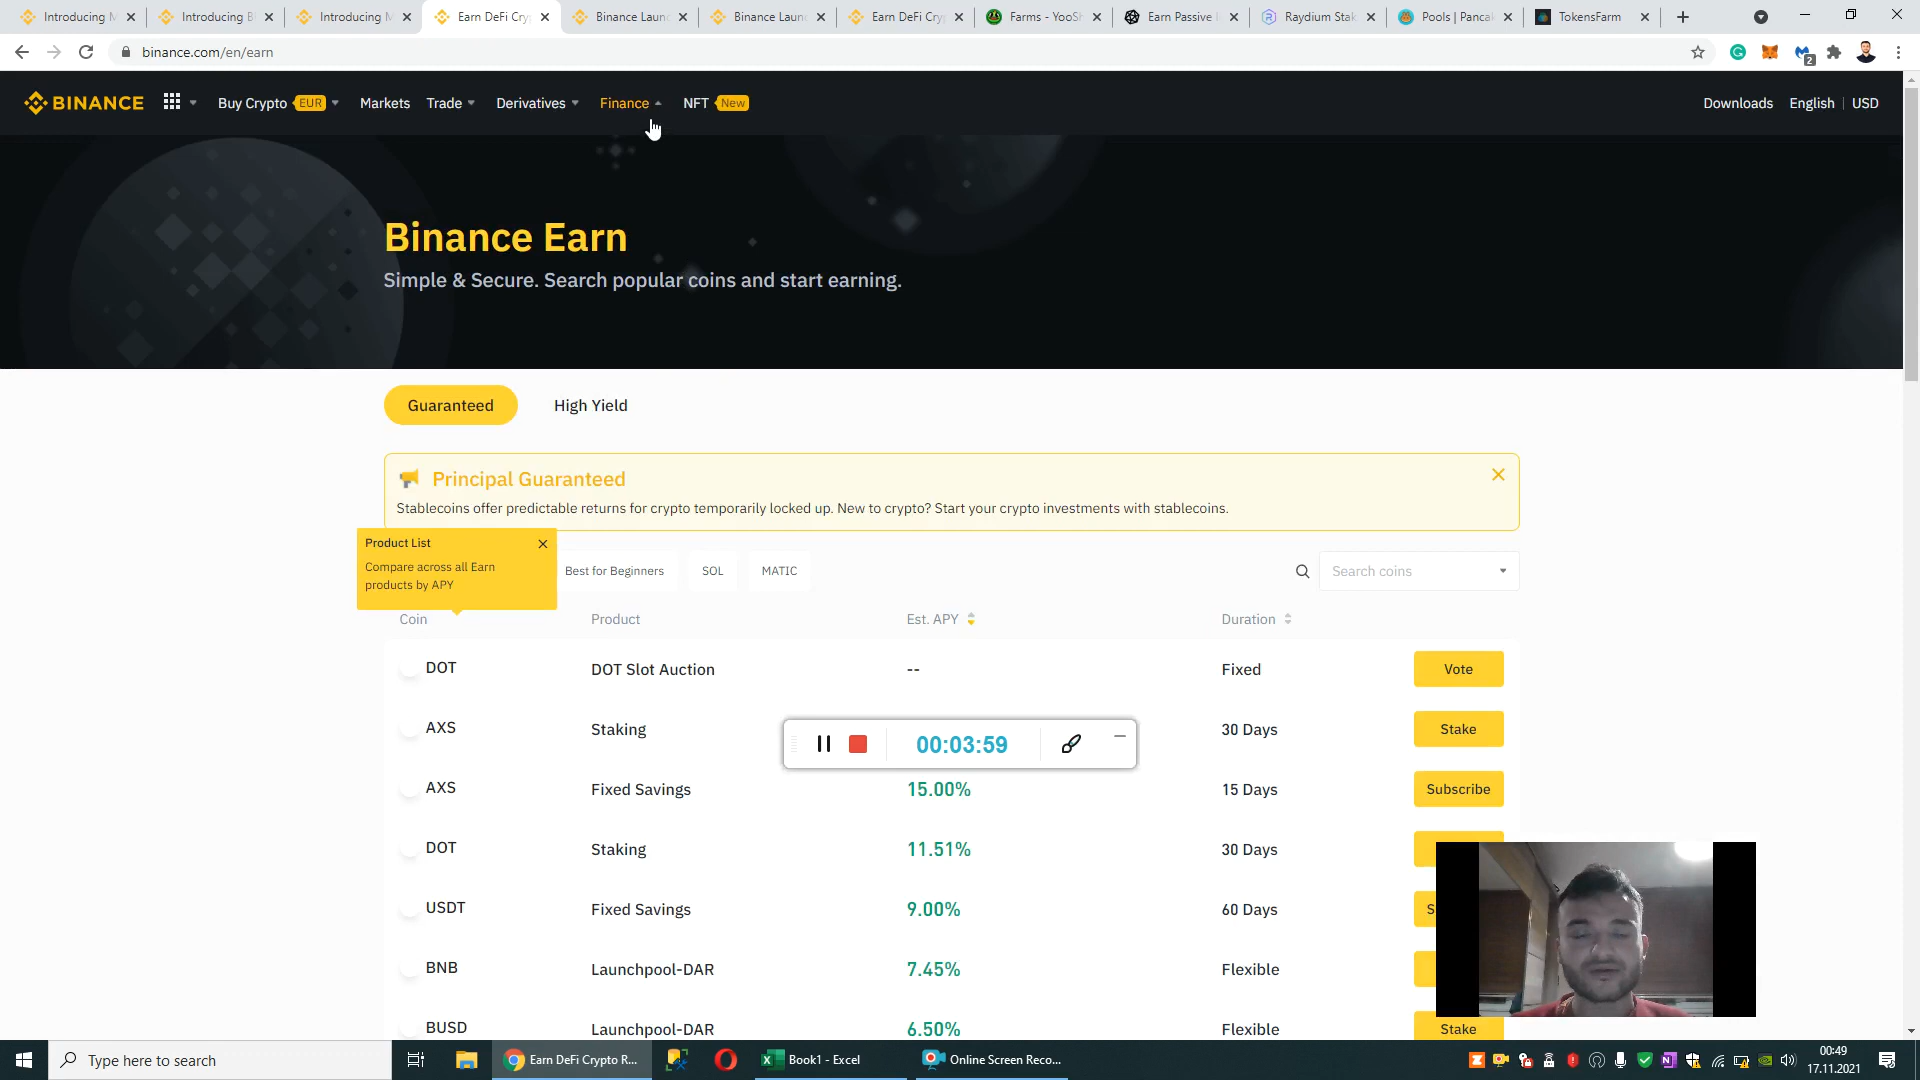 Introducing M
Introducing B
Introducing M
Earn DeFi Cry
Binance Laun
Binance Laun
Earn DeFi Cry
Farms - YooSh
Earn Passive I
Raydium Stak
Pools | Panca
TokensFarm
binance.com/en/earn
2
BINANCE
Buy Crypto EUR
Markets
Trade
Derivatives
Finance
NFT New
Downloads
English
USD
Binance Earn
Simple & Secure. Search popular coins and start earning.
Guaranteed
High Yield
Principal Guaranteed
Stablecoins offer predictable returns for crypto temporarily locked up. New to crypto? Start your crypto investments with stablecoins.
Product List
Compare across all Earn
products by APY
Best for Beginners
SOL
MATIC
Search coins
Coin Product Est. APY Duration
DOT DOT Slot Auction -- Fixed Vote
AXS Staking 30 Days Stake
00:03:59
AXS Fixed Savings 15.00% 15 Days Subscribe
DOT Staking 11.51% 30 Days
USDT Fixed Savings 9.00% 60 Days S
BNB Launchpool-DAR 7.45% Flexible
BUSD Launchpool-DAR 6.50% Flexible Stake
Type here to search
Earn DeFi Crypto R...
Book1 - Excel
Online Screen Reco...
00:49
17.11.2021